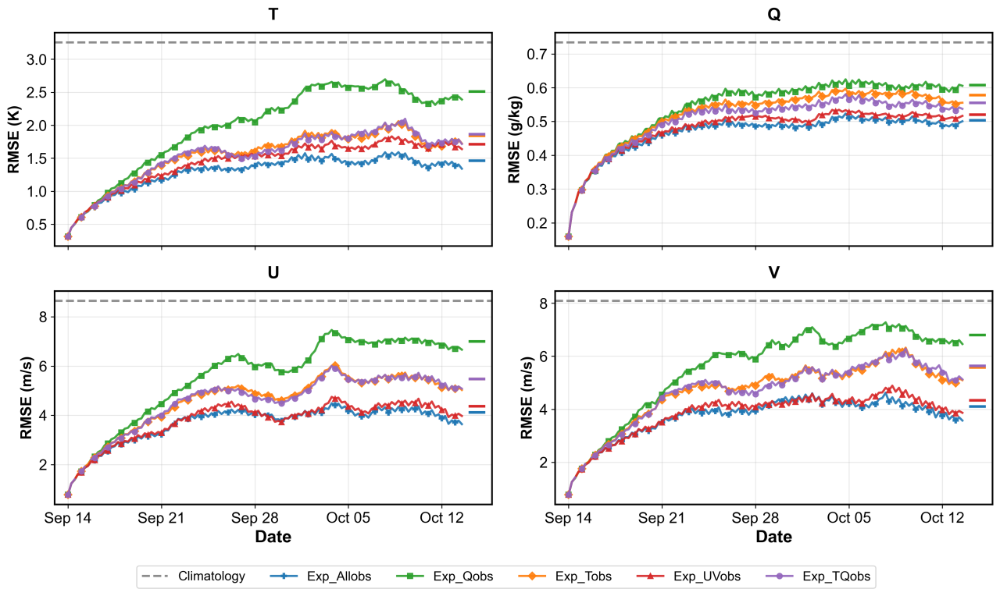 T
Q
RMSE (K)
3.0
2.5
2.0
1.5
1.0
0.5
RMSE (g/kg)
0.7
0.6
0.5
0.4
0.3
0.2
U
V
RMSE (m/s)
8
6
4
2
Sep 14
Sep 21
Sep 28
Oct 05
Oct 12
Date
RMSE (m/s)
8
6
4
2
Sep 14
Sep 21
Sep 28
Oct 05
Oct 12
Date
Climatology Exp_Allobs Exp_Qobs Exp_Tobs Exp_UVobs Exp_TQobs